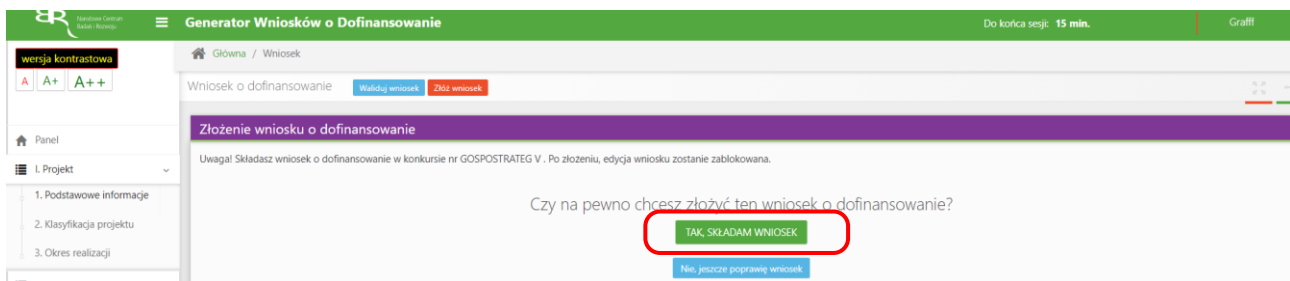 Narodowe Centrum
Badań i Rozwoju
Generator Wniosków o Dofinansowanie
Do końca sesji: 15 min.
Grafff
wersja kontrastowa
A A+ A++
Główna / Wniosek
Wniosek o dofinansowanie Waliduj wniosek Złóż wniosek
Panel
I. Projekt
1. Podstawowe informacje
2. Klasyfikacja projektu
3. Okres realizacji
Złożenie wniosku o dofinansowanie
Uwaga! Składasz wniosek o dofinansowanie w konkursie nr GOSPOSTRATEG V . Po złożeniu, edycja wniosku zostanie zablokowana.
Czy na pewno chcesz złożyć ten wniosek o dofinansowanie?
TAK, SKŁADAM WNIOSEK
Nie, jeszcze poprawię wniosek